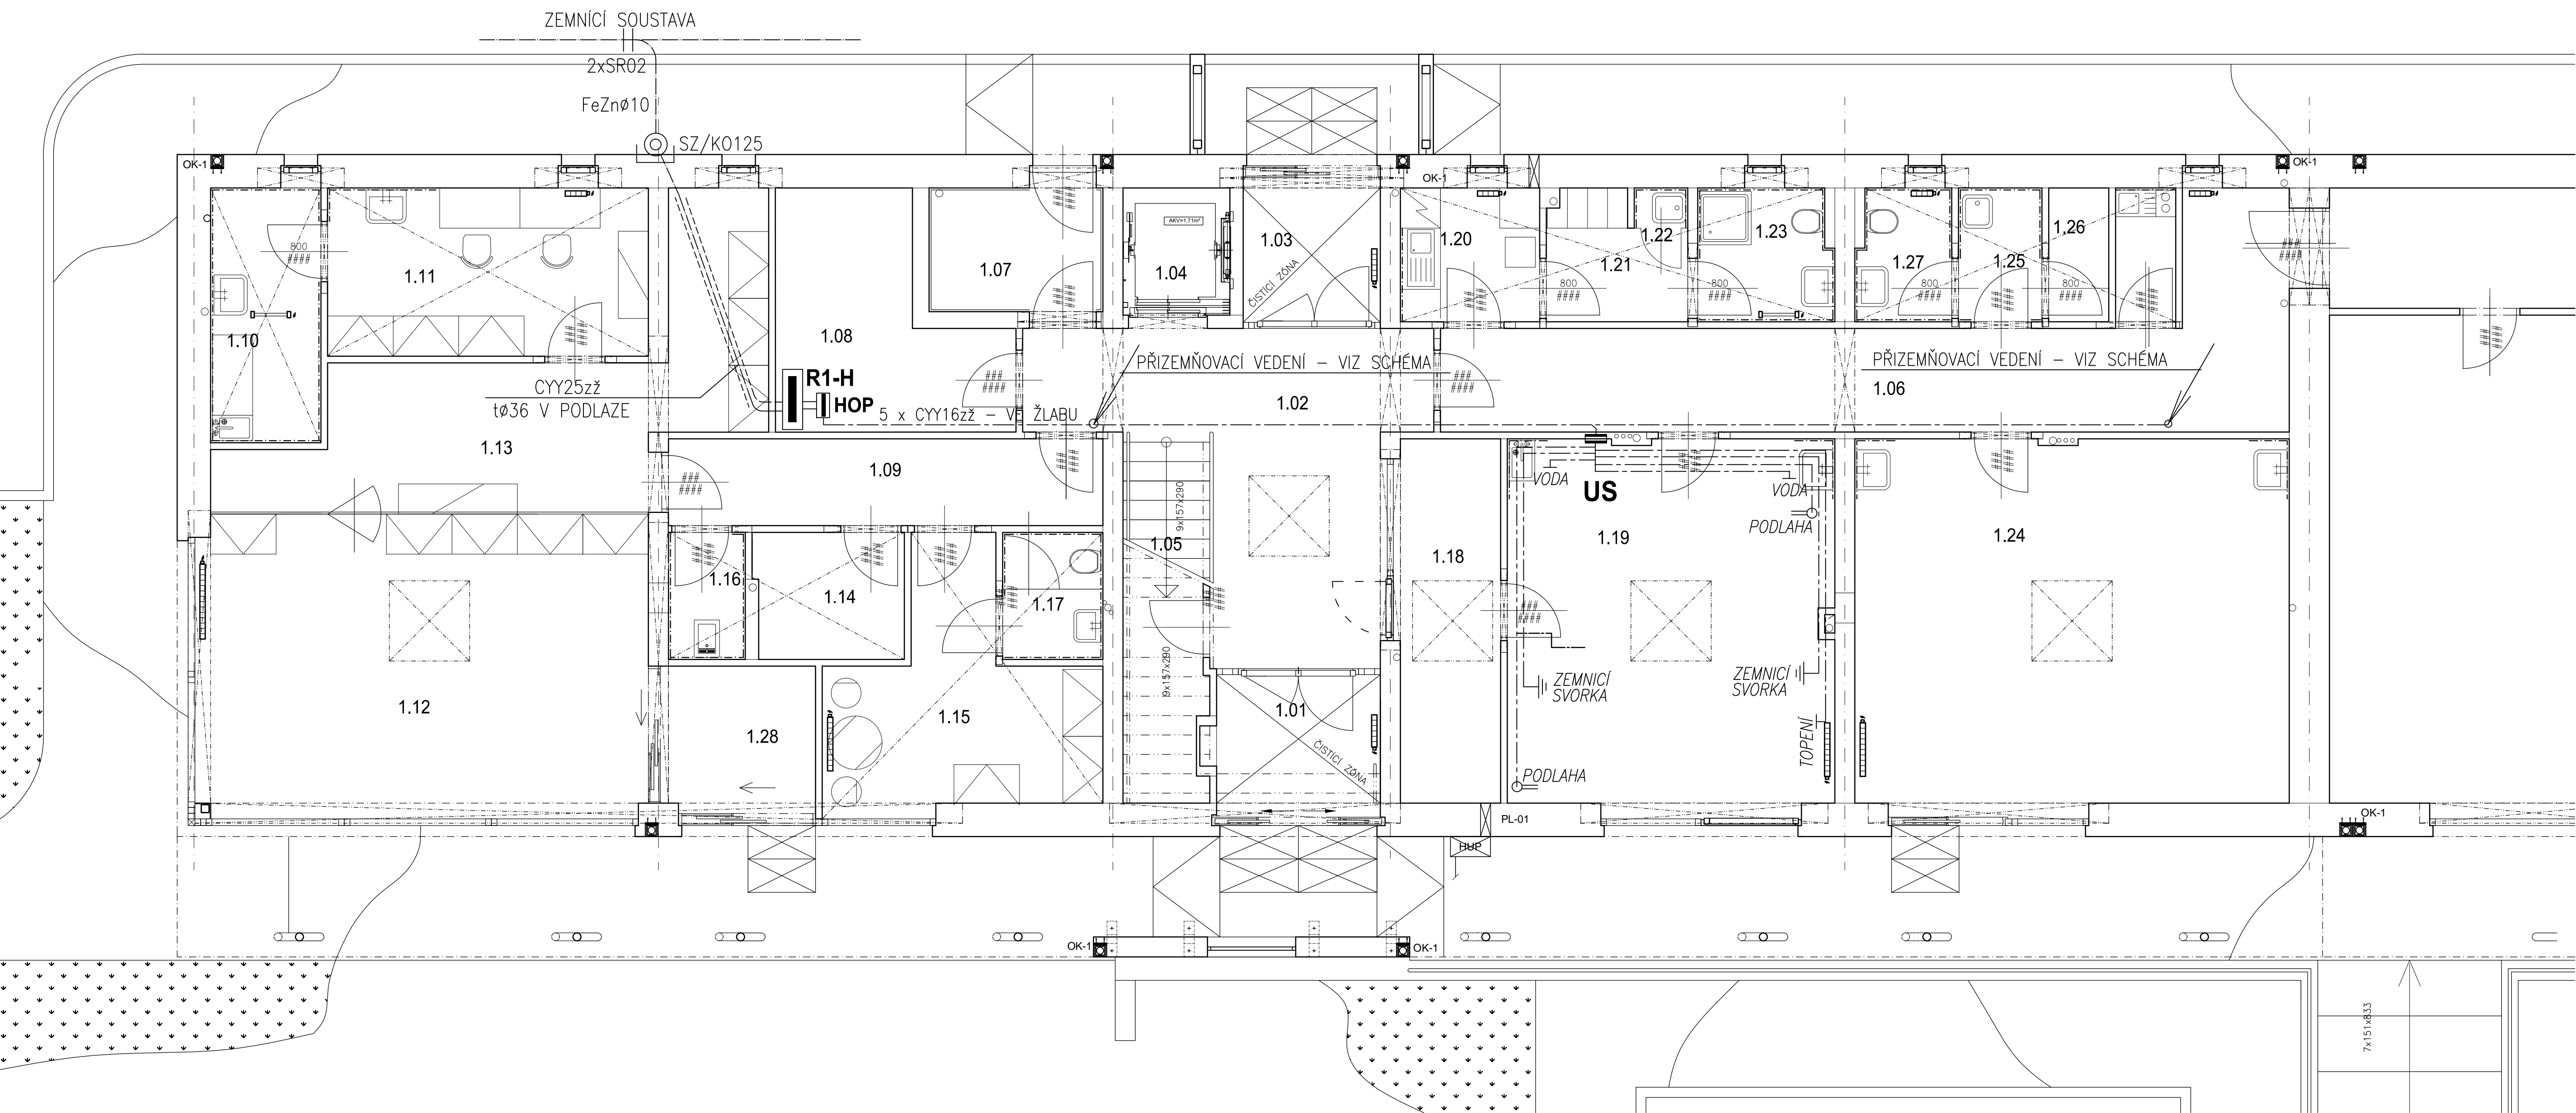 ZEMNÍCÍ SOUSTAVA
2xSR02
FeZnø10
SZ/KO125
OK-1
OK-1
OK-1
AKV=1,71m²
1.03
ČISTICÍ ZÓNA
1.04
1.07
1.08
1.10
800
####
1.11
1.20
1.21
800
####
1.22
1.23
800
####
1.27
800
####
1.25
800
####
1.26
###
####
PŘIZEMŇOVACÍ VEDENÍ – VIZ SCHÉMA
PŘIZEMŇOVACÍ VEDENÍ – VIZ SCHÉMA
1.06
R1-H
HOP
5 x CYY16zž – VE ŽLABU
###
####
1.02
###
####
CYY25zž
tø36 V PODLAZE
1.13
1.09
###
####
9x157x290
1.05
9x157x290
VODA
US
VODA
PODLAHA
1.19
1.24
1.18
###
####
1.16
1.14
1.17
ZEMNICÍ
SVORKA
ZEMNICÍ
SVORKA
1.12
1.28
1.15
1.01
ČISTICÍ ZÓNA
TOPENÍ
PODLAHA
PL-01
HUP
OK-1
OK-1
OK-1
7x151x833